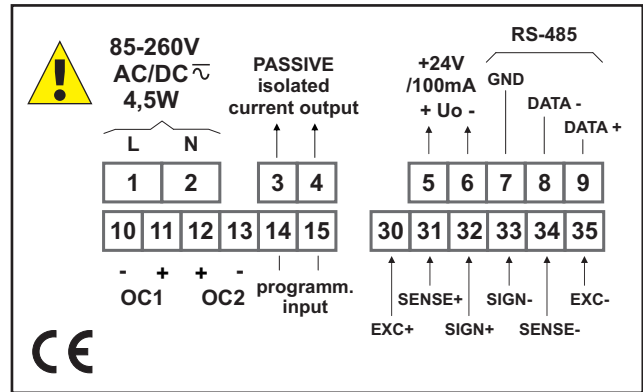 85-260V
AC/DC
4,5W
L N
PASSIVE
isolated
current output
+24V
/100mA
+ Uo -
RS-485
GND
DATA -
DATA +
1 2 3 4 5 6 7 8 9
10 11 12 13 14 15 30 31 32 33 34 35
- + + -
OC1 OC2
programm.
input
SENSE+ SIGN- EXC-
EXC+ SIGN+ SENSE-
CE